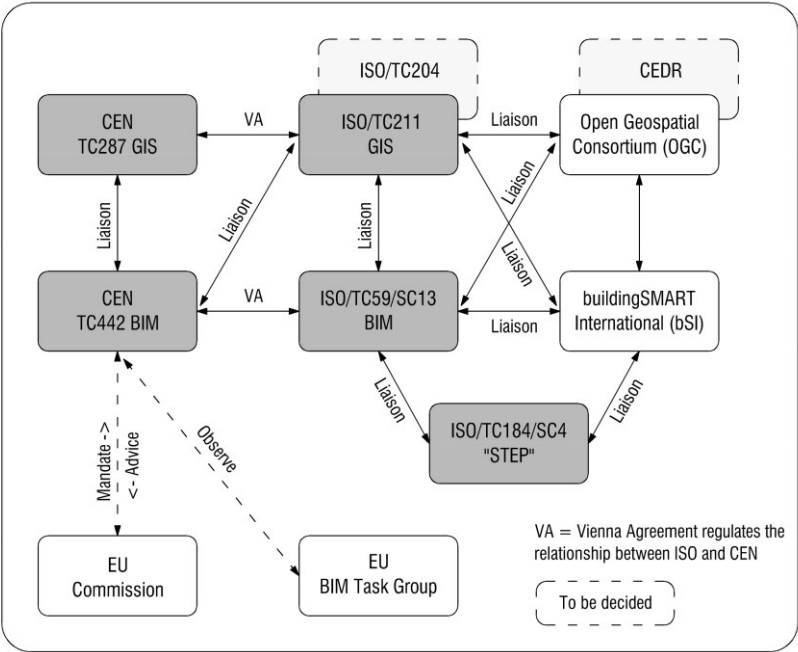 ISO/TC204
CEDR
CEN
TC287 GIS
VA
ISO/TC211
GIS
Liaison
Open Geospatial
Consortium (OGC)
Liaison
Liaison
Liaison
Liaison
Liaison
CEN
TC442 BIM
VA
ISO/TC59/SC13
BIM
Liaison
buildingSMART
International (bSI)
Liaison
Liaison
ISO/TC184/SC4
"STEP"
Mandate ->
<- Advice
Observe
EU
Commission
EU
BIM Task Group
VA = Vienna Agreement regulates the
relationship between ISO and CEN
To be decided